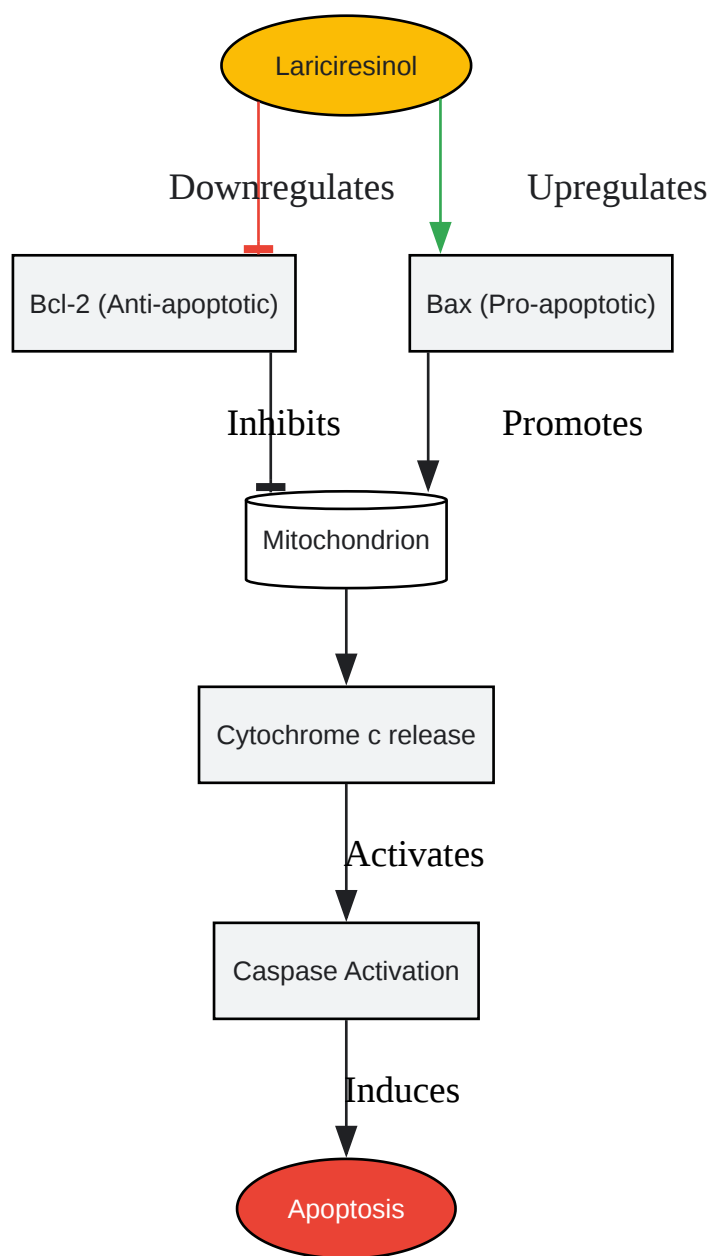 Lariciresinol
Downregulates
Upregulates
Bcl-2 (Anti-apoptotic)
Bax (Pro-apoptotic)
Inhibits
Promotes
Mitochondrion
Cytochrome c release
Activates
Caspase Activation
Induces
Apoptosis